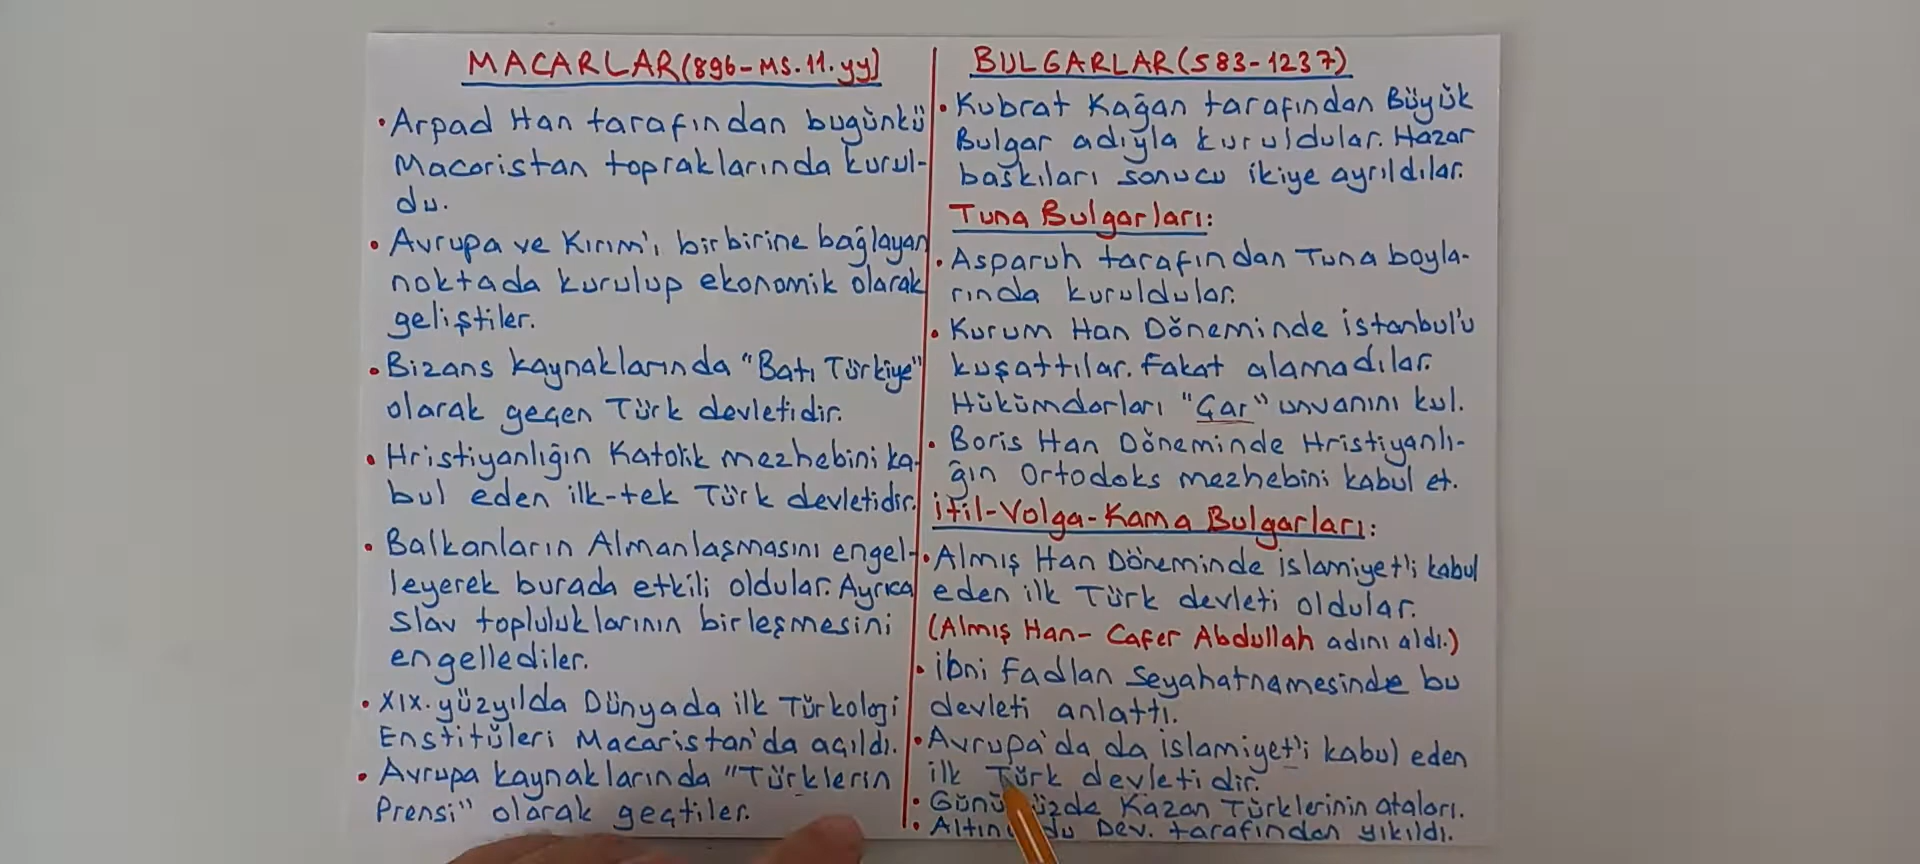 MACARLAR(896-MS.11.yy)
•Arpad Han tarafından bugünkü
Macaristan topraklarında kurul-
du.
•Avrupa ve Kırım'ı birbirine bağlayan
noktada kurulup ekonomik olarak
geliştiler.
•Bizans kaynaklarında "Batı Türkiye"
olarak geçen Türk devletidir.
•Hristiyanlığın Katolik mezhebini ka-
bul eden ilk-tek Türk devletidir.
•Balkanların Almanlaşmasını engel-
leyerek burada etkili oldular. Ayrıca
Slav topluluklarının birleşmesini
engellediler.
•XIX. yüzyılda Dünyada ilk Türkoloji
Enstitüleri Macaristan'da açıldı.
•Avrupa kaynaklarında "Türklerin
Prensi" olarak geçtiler.
BULGARLAR(583-1237)
•Kubrat Kağan tarafından Büyük
Bulgar adıyla kuruldular. Hazar
baskıları sonucu ikiye ayrıldılar.
Tuna Bulgarları:
•Asparuh tarafından Tuna boyla-
rında kuruldular.
•Kurum Han Döneminde İstanbul'u
kuşattılar. Fakat alamadılar.
Hükümdarları "Çar" unvanını kul.
•Boris Han Döneminde Hristiyanlı-
ğın Ortodoks mezhebini kabul et.
İtil-Volga-Kama Bulgarları:
•Almış Han Döneminde İslamiyet'i kabul
eden ilk Türk devleti oldular.
(Almış Han- Cafer Abdullah adını aldı.)
•İbni Fadlan Seyahatnamesinde bu
devleti anlattı.
•Avrupa'da da İslamiyet'i kabul eden
ilk Türk devletidir.
•Kazan Türklerinin ataları.
•Dev. tarafından yıkıldı.